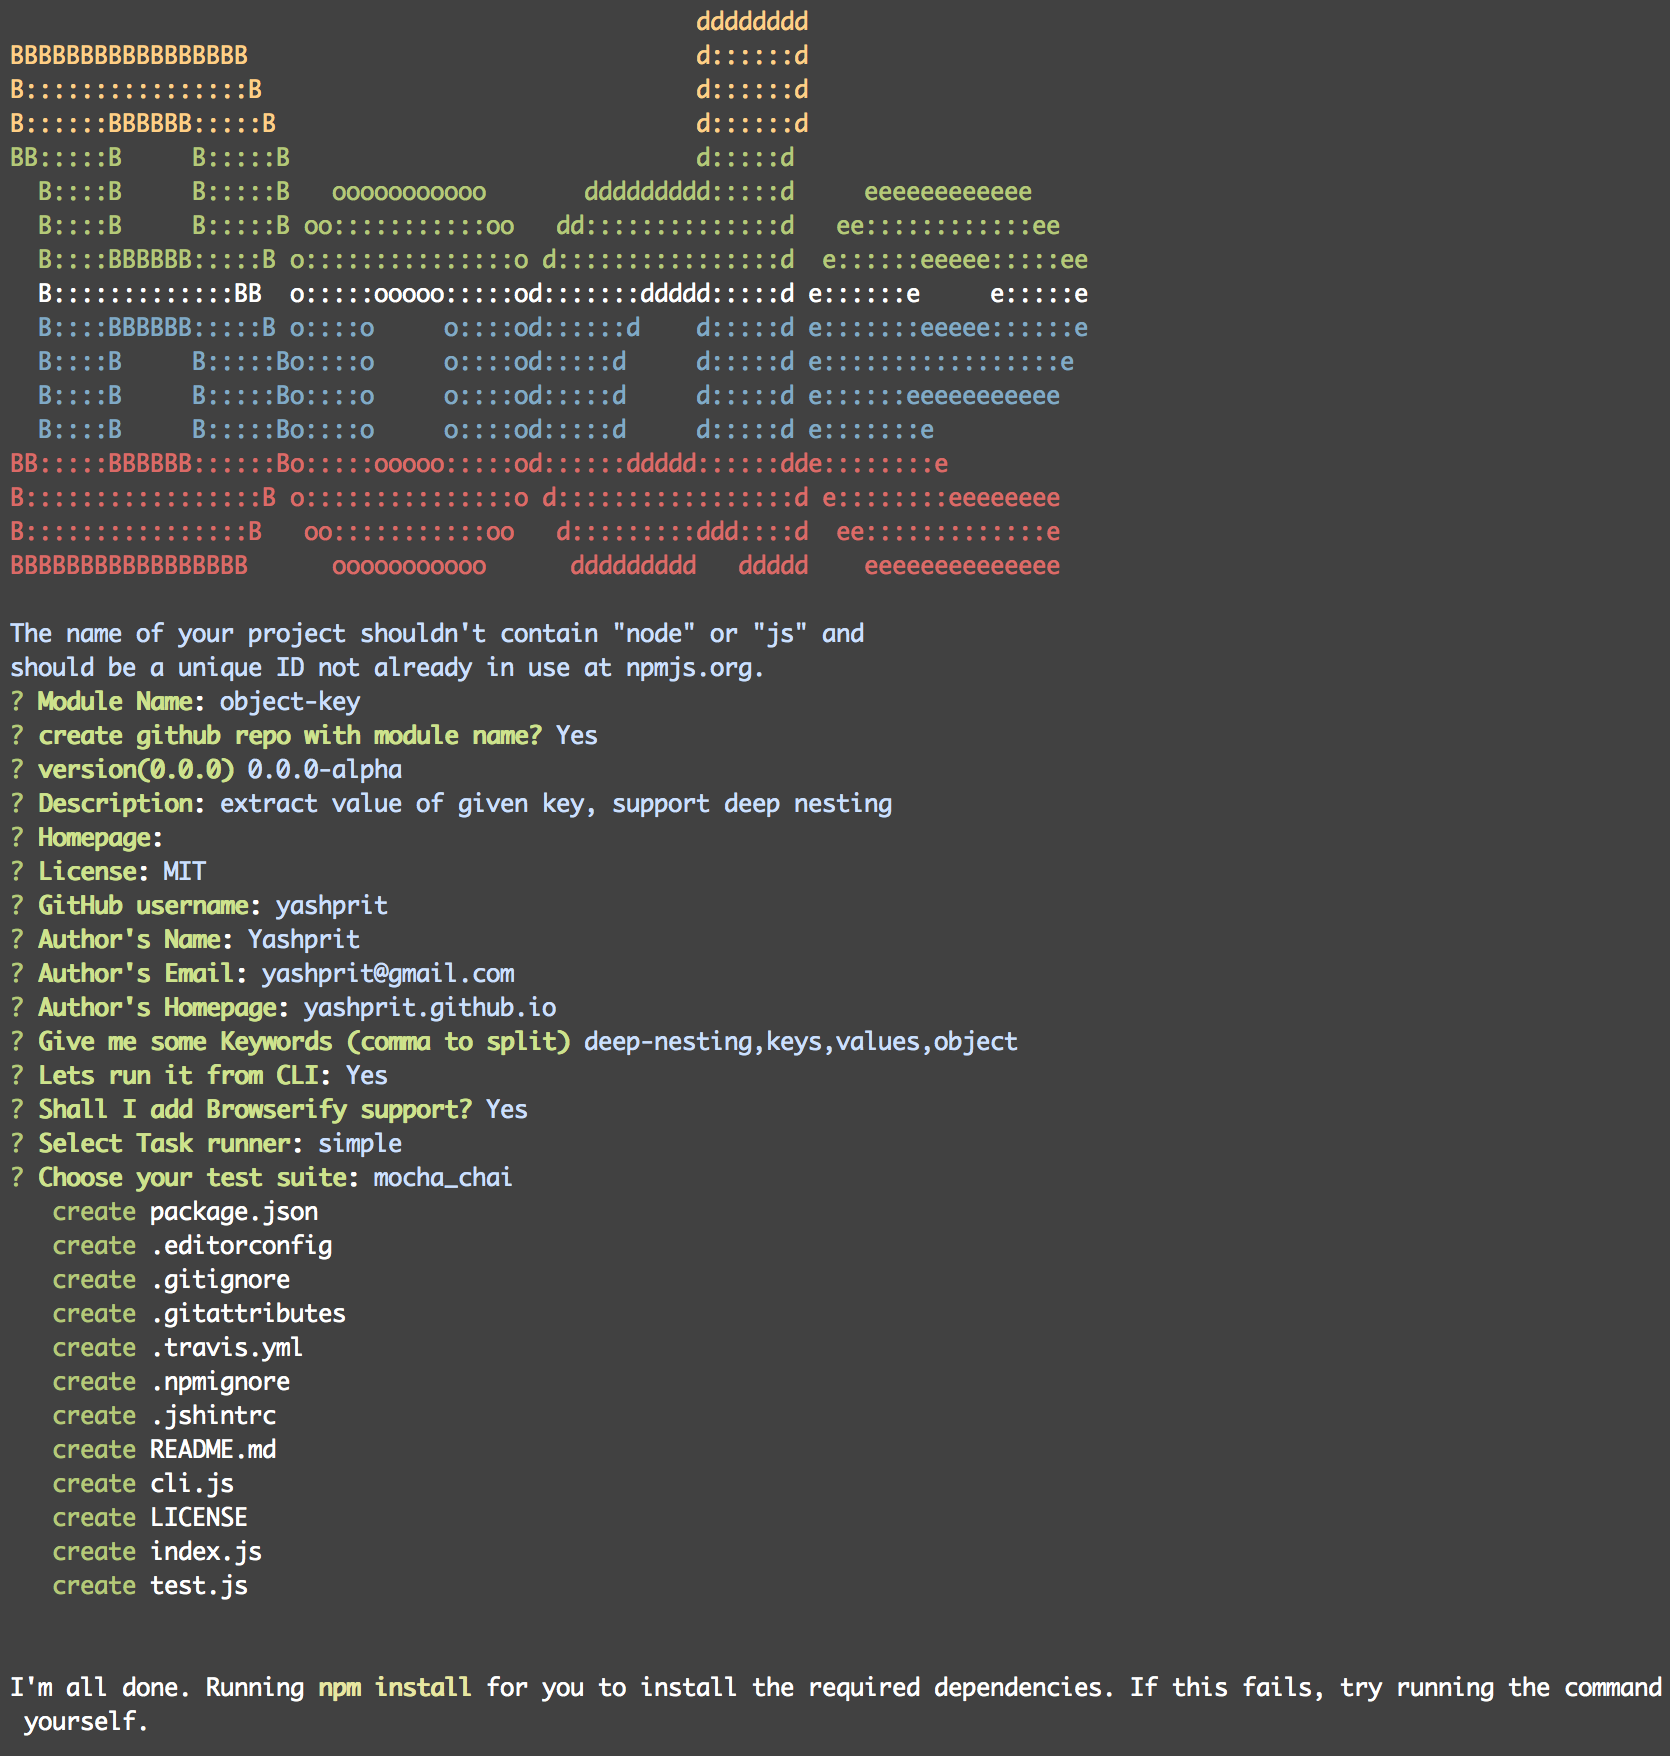 dddddddd
BBBBBBBBBBBBBBBBB                                d::::::d
B::::::::::::::::B                               d::::::d
B::::::BBBBBB:::::B                              d::::::d
BB:::::B     B:::::B                             d:::::d
  B::::B     B:::::B   ooooooooooo       ddddddddd:::::d     eeeeeeeeeeee
  B::::B     B:::::B oo:::::::::::oo   dd::::::::::::::d   ee::::::::::::ee
  B::::BBBBBB:::::B o:::::::::::::::o d::::::::::::::::d  e::::::eeeee:::::ee
  B:::::::::::::BB  o:::::ooooo:::::od:::::::ddddd:::::d e::::::e     e:::::e
  B::::BBBBBB:::::B o::::o     o::::od::::::d    d:::::d e:::::::eeeee::::::e
  B::::B     B:::::Bo::::o     o::::od:::::d     d:::::d e:::::::::::::::::e
  B::::B     B:::::Bo::::o     o::::od:::::d     d:::::d e::::::eeeeeeeeeee
  B::::B     B:::::Bo::::o     o::::od:::::d     d:::::d e:::::::e
BB:::::BBBBBB::::::Bo:::::ooooo:::::od::::::ddddd::::::dde::::::::e
B:::::::::::::::::B o:::::::::::::::o d:::::::::::::::::d e::::::::eeeeeeee
B::::::::::::::::B   oo:::::::::::oo   d:::::::::ddd::::d  ee:::::::::::::e
BBBBBBBBBBBBBBBBB      ooooooooooo      ddddddddd   ddddd    eeeeeeeeeeeeee
The name of your project shouldn't contain "node" or "js" and
should be a unique ID not already in use at npmjs.org.
? Module Name: object-key
? create github repo with module name? Yes
? version(0.0.0) 0.0.0-alpha
? Description: extract value of given key, support deep nesting
? Homepage:
? License: MIT
? GitHub username: yashprit
? Author's Name: Yashprit
? Author's Email: yashprit@gmail.com
? Author's Homepage: yashprit.github.io
? Give me some Keywords (comma to split) deep-nesting,keys,values,object
? Lets run it from CLI: Yes
? Shall I add Browserify support? Yes
? Select Task runner: simple
? Choose your test suite: mocha_chai
   create package.json
   create .editorconfig
   create .gitignore
   create .gitattributes
   create .travis.yml
   create .npmignore
   create .jshintrc
   create README.md
   create cli.js
   create LICENSE
   create index.js
   create test.js
I'm all done. Running npm install for you to install the required dependencies. If this fails, try running the command
 yourself.